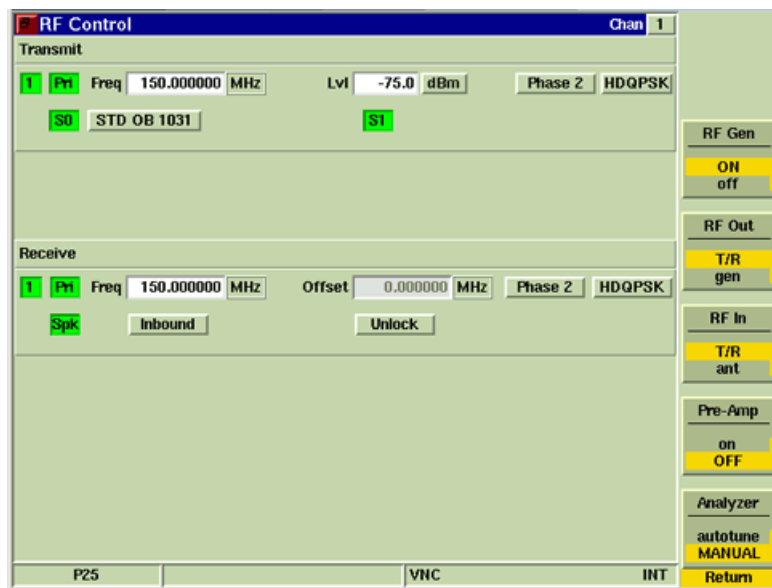 RF Control Chan 1
Transmit
1 Pri Freq 150.000000 MHz Lvl -75.0 dBm Phase 2 HDQPSK
S0 STD OB 1031 S1
Receive
1 Pri Freq 150.000000 MHz Offset 0.000000 MHz Phase 2 HDQPSK
Spk Inbound Unlock
P25 VNC INT
RF Gen
ON
off
RF Out
T/R
gen
RF In
T/R
ant
Pre-Amp
on
OFF
Analyzer
autotune
MANUAL
Return